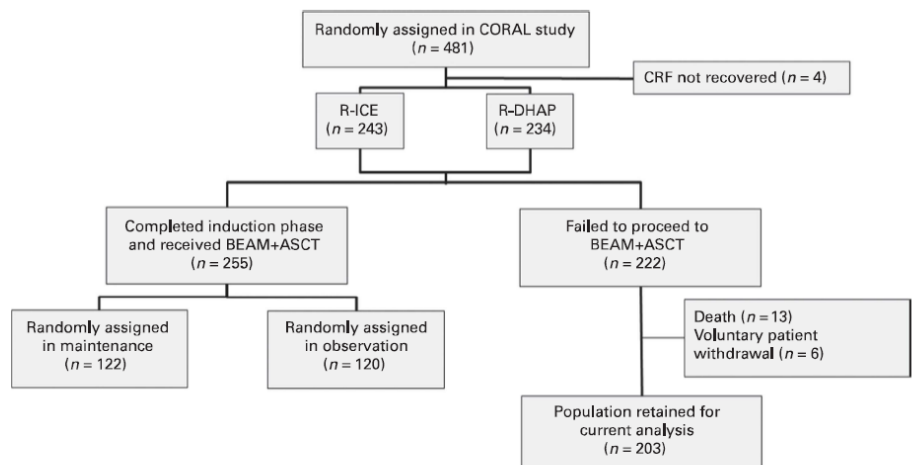 Randomly assigned in CORAL study
(n = 481)
CRF not recovered (n = 4)
R-ICE
(n = 243)
R-DHAP
(n = 234)
Completed induction phase
and received BEAM+ASCT
(n = 255)
Failed to proceed to
BEAM+ASCT
(n = 222)
Randomly assigned
in maintenance
(n = 122)
Randomly assigned
in observation
(n = 120)
Death (n = 13)
Voluntary patient
withdrawal (n = 6)
Population retained for
current analysis
(n = 203)